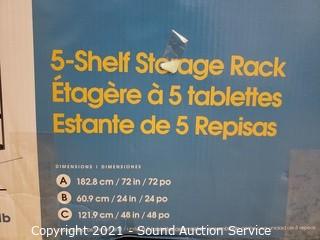 5-Shelf Storage Rack
Étagère à 5 tablettes
Estante de 5 Repisas
DIMENSIONS | DIMENSIONES
A 182.8 cm / 72 in / 72 po
B 60.9 cm / 24 in / 24 po
C 121.9 cm / 48 in / 48 po
lb
Copyright 2021 - Sound Auction Service